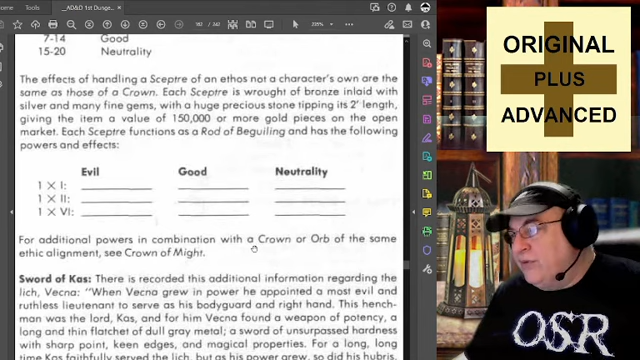 _AD&D 1st Dunge...
182
/ 242
235%
7-14 Good
15-20 Neutrality
The effects of handling a Sceptre of an ethos not a character's own are the
same as those of a Crown. Each Sceptre is wrought of bronze inlaid with
silver and many fine gems, with a huge precious stone tipping its 2' length,
giving the item a value of 150,000 or more gold pieces on the open
market. Each Sceptre functions as a Rod of Beguiling and has the following
powers and effects:
Evil Good Neutrality
1 X I:
1 X II:
1 X VI:
For additional powers in combination with a Crown or Orb of the same
ethic alignment, see Crown of Might.
Sword of Kas: There is recorded this additional information regarding the
lich, Vecna: "When Vecna grew in power he appointed a most evil and
ruthless lieutenant to serve as his bodyguard and right hand. This hench-
man was the lord, Kas, and for him Vecna found a weapon of potency, a
long and thin flatchet of dull gray metal; a sword of unsurpassed hardness
with sharp point, keen edges, and magical properties. For a long, long
time Kas faithfully served the lich, but as his power grew, so did his hubris.
ORIGINAL
PLUS
ADVANCED
OSR